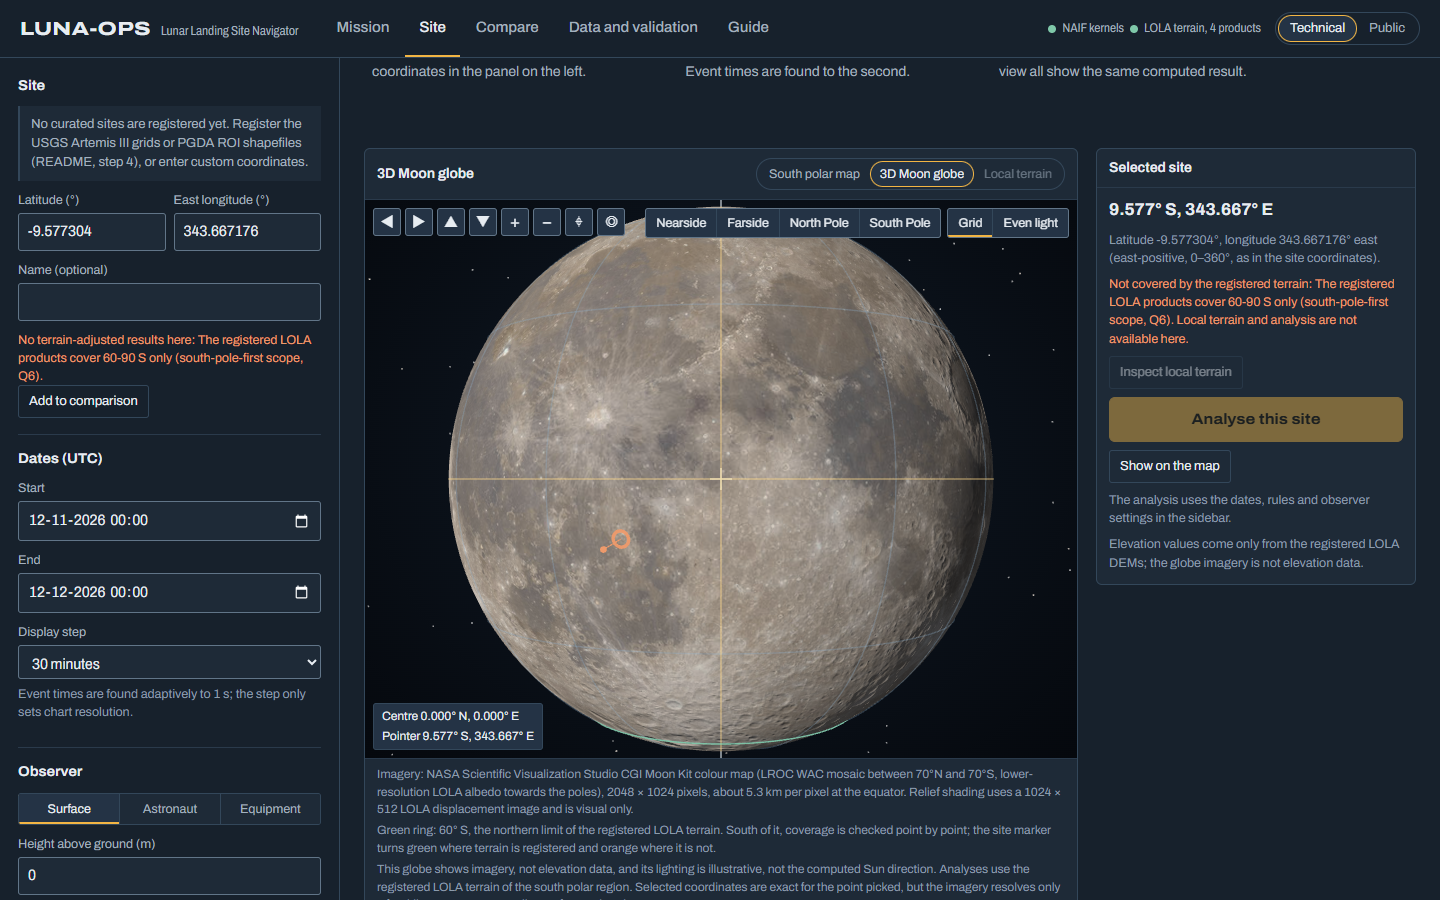 LUNA-OPS Lunar Landing Site Navigator Mission Site Compare Data and validation Guide NAIF kernels LOLA terrain, 4 products Technical Public
Site
No curated sites are registered yet. Register the
USGS Artemis III grids or PGDA ROI shapefiles
(README, step 4), or enter custom coordinates.
Latitude (°) East longitude (°)
-9.577304 343.667176
Name (optional)
No terrain-adjusted results here: The registered LOLA
products cover 60-90 S only (south-pole-first scope,
Q6).
Add to comparison
Dates (UTC)
Start
12-11-2026 00:00
End
12-12-2026 00:00
Display step
30 minutes
Event times are found adaptively to 1 s; the step only
sets chart resolution.
Observer
Surface Astronaut Equipment
Height above ground (m)
0
coordinates in the panel on the left. Event times are found to the second. view all show the same computed result.
3D Moon globe South polar map 3D Moon globe Local terrain
Nearside Farside North Pole South Pole Grid Even light
Centre 0.000° N, 0.000° E
Pointer 9.577° S, 343.667° E
Imagery: NASA Scientific Visualization Studio CGI Moon Kit colour map (LROC WAC mosaic between 70°N and 70°S, lower-
resolution LOLA albedo towards the poles), 2048 × 1024 pixels, about 5.3 km per pixel at the equator. Relief shading uses a 1024 ×
512 LOLA displacement image and is visual only.
Green ring: 60° S, the northern limit of the registered LOLA terrain. South of it, coverage is checked point by point; the site marker
turns green where terrain is registered and orange where it is not.
This globe shows imagery, not elevation data, and its lighting is illustrative, not the computed Sun direction. Analyses use the
registered LOLA terrain of the south polar region. Selected coordinates are exact for the point picked, but the imagery resolves only
Selected site
9.577° S, 343.667° E
Latitude -9.577304°, longitude 343.667176° east
(east-positive, 0–360°, as in the site coordinates).
Not covered by the registered terrain: The registered
LOLA products cover 60-90 S only (south-pole-first
scope, Q6). Local terrain and analysis are not
available here.
Inspect local terrain
Analyse this site
Show on the map
The analysis uses the dates, rules and observer
settings in the sidebar.
Elevation values come only from the registered LOLA
DEMs; the globe imagery is not elevation data.